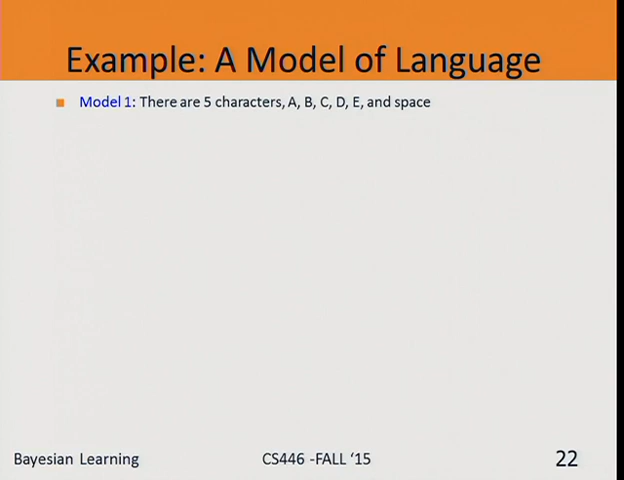 Example: A Model of Language
Model 1: There are 5 characters, A, B, C, D, E, and space
Bayesian Learning
CS446 -FALL ‘15
22